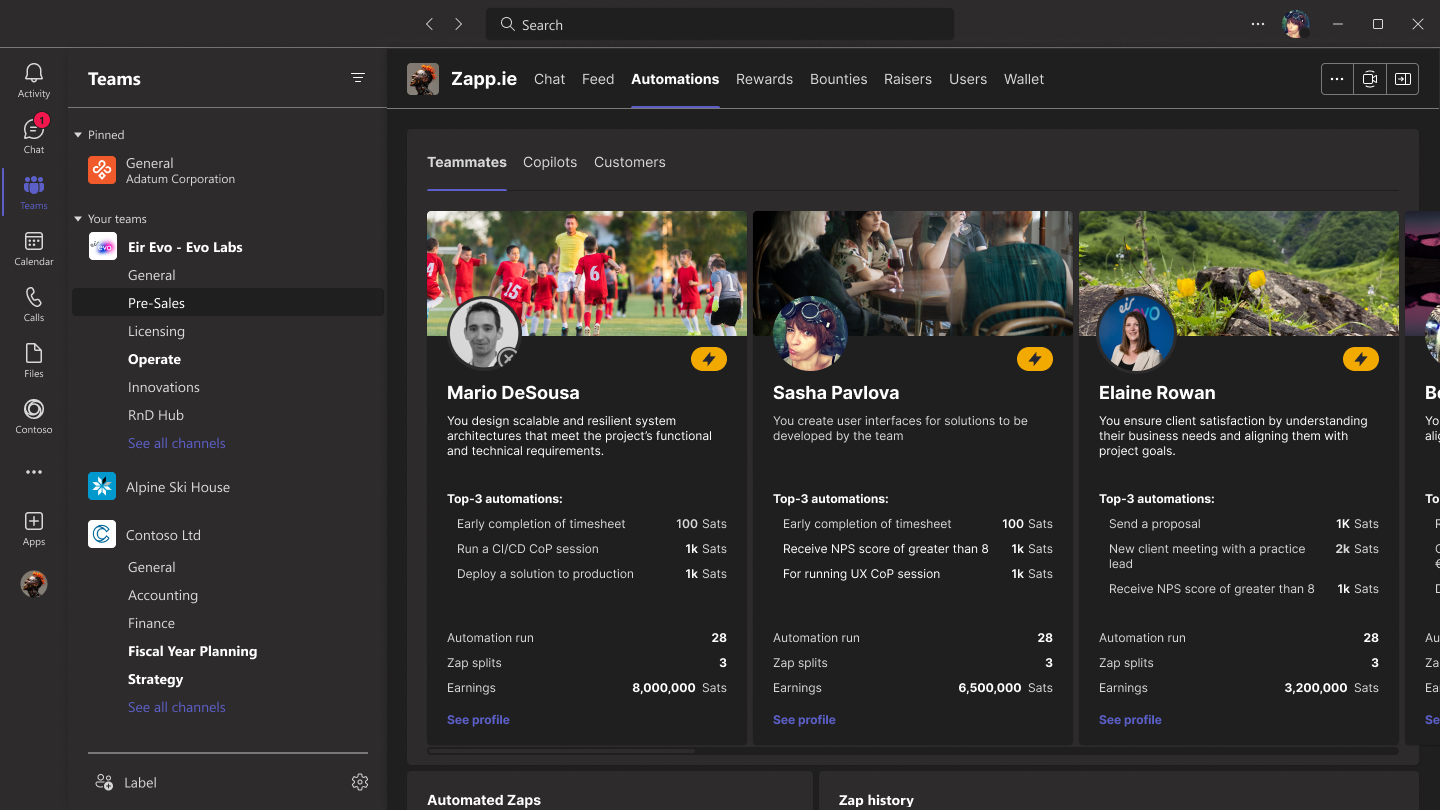 Search
Activity
1
Chat
Teams
Calendar
Calls
Files
Contoso
Apps
Teams
Pinned
General
Adatum Corporation
Your teams
eir evo
Eir Evo - Evo Labs
General
Pre-Sales
Licensing
Operate
Innovations
RnD Hub
See all channels
Alpine Ski House
Contoso Ltd
General
Accounting
Finance
Fiscal Year Planning
Strategy
See all channels
Label
Zapp.ie Chat Feed Automations Rewards Bounties Raisers Users Wallet
Teammates Copilots Customers
15
6
Mario DeSousa
You design scalable and resilient system
architectures that meet the project’s functional
and technical requirements.
Top-3 automations:
Early completion of timesheet 100 Sats
Run a CI/CD CoP session 1k Sats
Deploy a solution to production 1k Sats
Automation run 28
Zap splits 3
Earnings 8,000,000 Sats
See profile
Sasha Pavlova
You create user interfaces for solutions to be
developed by the team
Top-3 automations:
Early completion of timesheet 100 Sats
Receive NPS score of greater than 8 1k Sats
For running UX CoP session 1k Sats
Automation run 28
Zap splits 3
Earnings 6,500,000 Sats
See profile
eir
evo
Elaine Rowan
You ensure client satisfaction by understanding
their business needs and aligning them with
project goals.
Top-3 automations:
Send a proposal 1K Sats
New client meeting with a practice 2k Sats
lead
Receive NPS score of greater than 8 1k Sats
Automation run 28
Zap splits 3
Earnings 3,200,000 Sats
See profile
Automated Zaps
Zap history